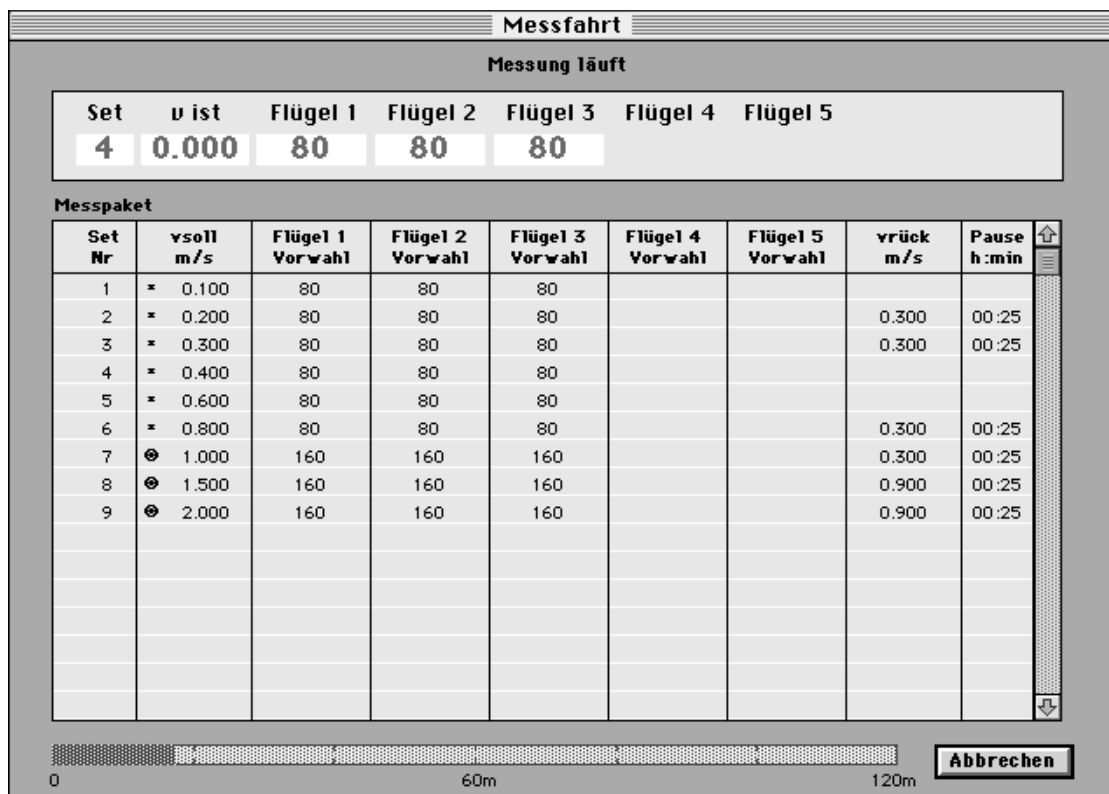 Messfahrt
Messung läuft
Set v ist Flügel 1 Flügel 2 Flügel 3 Flügel 4 Flügel 5
4 0.000 80 80 80
Messpaket
Set vsoll Flügel 1 Flügel 2 Flügel 3 Flügel 4 Flügel 5 vrück Pause
Nr m/s Vorwahl Vorwahl Vorwahl Vorwahl Vorwahl m/s h:min
1 0.100 80 80 80
2 0.200 80 80 80 0.300 00:25
3 0.300 80 80 80 0.300 00:25
4 0.400 80 80 80
5 0.600 80 80 80
6 0.800 80 80 80 0.300 00:25
7 1.000 160 160 160 0.300 00:25
8 1.500 160 160 160 0.900 00:25
9 2.000 160 160 160 0.900 00:25
Abbrechen
0 60m 120m